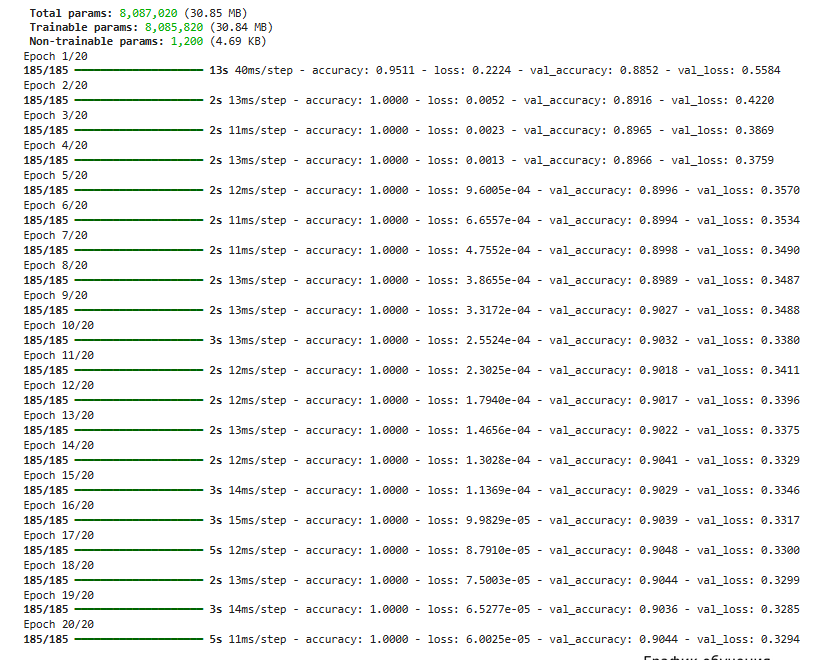 Total params: 8,087,020 (30.85 MB)
Trainable params: 8,085,820 (30.84 MB)
Non-trainable params: 1,200 (4.69 KB)
Epoch 1/20
185/185 ━━━━━━━━━━━━━━━━━━━━ 13s 40ms/step - accuracy: 0.9511 - loss: 0.2224 - val_accuracy: 0.8852 - val_loss: 0.5584
Epoch 2/20
185/185 ━━━━━━━━━━━━━━━━━━━━ 2s 13ms/step - accuracy: 1.0000 - loss: 0.0052 - val_accuracy: 0.8916 - val_loss: 0.4220
Epoch 3/20
185/185 ━━━━━━━━━━━━━━━━━━━━ 2s 11ms/step - accuracy: 1.0000 - loss: 0.0023 - val_accuracy: 0.8965 - val_loss: 0.3869
Epoch 4/20
185/185 ━━━━━━━━━━━━━━━━━━━━ 2s 13ms/step - accuracy: 1.0000 - loss: 0.0013 - val_accuracy: 0.8966 - val_loss: 0.3759
Epoch 5/20
185/185 ━━━━━━━━━━━━━━━━━━━━ 2s 12ms/step - accuracy: 1.0000 - loss: 9.6005e-04 - val_accuracy: 0.8996 - val_loss: 0.3570
Epoch 6/20
185/185 ━━━━━━━━━━━━━━━━━━━━ 2s 11ms/step - accuracy: 1.0000 - loss: 6.6557e-04 - val_accuracy: 0.8994 - val_loss: 0.3534
Epoch 7/20
185/185 ━━━━━━━━━━━━━━━━━━━━ 2s 11ms/step - accuracy: 1.0000 - loss: 4.7552e-04 - val_accuracy: 0.8998 - val_loss: 0.3490
Epoch 8/20
185/185 ━━━━━━━━━━━━━━━━━━━━ 2s 13ms/step - accuracy: 1.0000 - loss: 3.8655e-04 - val_accuracy: 0.8989 - val_loss: 0.3487
Epoch 9/20
185/185 ━━━━━━━━━━━━━━━━━━━━ 2s 13ms/step - accuracy: 1.0000 - loss: 3.3172e-04 - val_accuracy: 0.9027 - val_loss: 0.3488
Epoch 10/20
185/185 ━━━━━━━━━━━━━━━━━━━━ 3s 13ms/step - accuracy: 1.0000 - loss: 2.5524e-04 - val_accuracy: 0.9032 - val_loss: 0.3380
Epoch 11/20
185/185 ━━━━━━━━━━━━━━━━━━━━ 2s 12ms/step - accuracy: 1.0000 - loss: 2.3025e-04 - val_accuracy: 0.9018 - val_loss: 0.3411
Epoch 12/20
185/185 ━━━━━━━━━━━━━━━━━━━━ 2s 12ms/step - accuracy: 1.0000 - loss: 1.7940e-04 - val_accuracy: 0.9017 - val_loss: 0.3396
Epoch 13/20
185/185 ━━━━━━━━━━━━━━━━━━━━ 2s 13ms/step - accuracy: 1.0000 - loss: 1.4656e-04 - val_accuracy: 0.9022 - val_loss: 0.3375
Epoch 14/20
185/185 ━━━━━━━━━━━━━━━━━━━━ 2s 12ms/step - accuracy: 1.0000 - loss: 1.3028e-04 - val_accuracy: 0.9041 - val_loss: 0.3329
Epoch 15/20
185/185 ━━━━━━━━━━━━━━━━━━━━ 3s 14ms/step - accuracy: 1.0000 - loss: 1.1369e-04 - val_accuracy: 0.9029 - val_loss: 0.3346
Epoch 16/20
185/185 ━━━━━━━━━━━━━━━━━━━━ 3s 15ms/step - accuracy: 1.0000 - loss: 9.9829e-05 - val_accuracy: 0.9039 - val_loss: 0.3317
Epoch 17/20
185/185 ━━━━━━━━━━━━━━━━━━━━ 5s 12ms/step - accuracy: 1.0000 - loss: 8.7910e-05 - val_accuracy: 0.9048 - val_loss: 0.3300
Epoch 18/20
185/185 ━━━━━━━━━━━━━━━━━━━━ 2s 13ms/step - accuracy: 1.0000 - loss: 7.5003e-05 - val_accuracy: 0.9044 - val_loss: 0.3299
Epoch 19/20
185/185 ━━━━━━━━━━━━━━━━━━━━ 3s 14ms/step - accuracy: 1.0000 - loss: 6.5277e-05 - val_accuracy: 0.9036 - val_loss: 0.3285
Epoch 20/20
185/185 ━━━━━━━━━━━━━━━━━━━━ 5s 11ms/step - accuracy: 1.0000 - loss: 6.0025e-05 - val_accuracy: 0.9044 - val_loss: 0.3294
График обучения